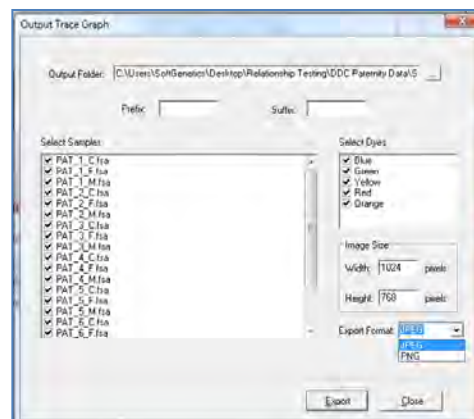 Output Trace Graph
Output Folder: C:\Users\SoftGenetics\Desktop\Relationship Testing\DDC Paternity Data\S ...
Prefix: Suffix:
Select Samples
PAT_1_C.fsa
PAT_1_F.fsa
PAT_1_M.fsa
PAT_2_C.fsa
PAT_2_F.fsa
PAT_2_M.fsa
PAT_3_C.fsa
PAT_3_F.fsa
PAT_3_M.fsa
PAT_4_C.fsa
PAT_4_F.fsa
PAT_4_M.fsa
PAT_5_C.fsa
PAT_5_F.fsa
PAT_5_M.fsa
PAT_6_C.fsa
PAT_6_F.fsa
Select Dyes
Blue
Green
Yellow
Red
Orange
Image Size
Width: 1024 pixels
Height: 768 pixels
Export Format: JPEG
JPEG
PNG
Export Close